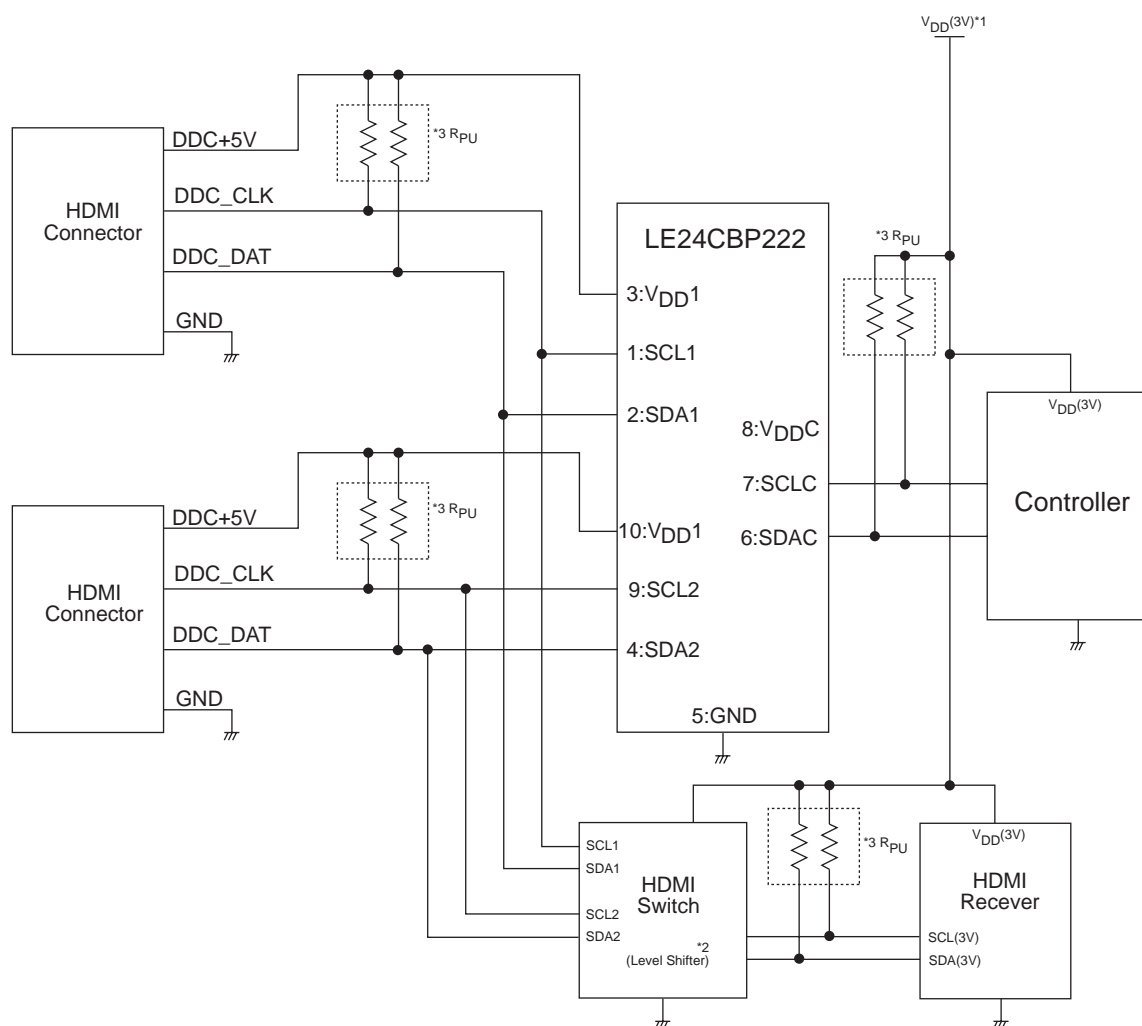 VDD(3V)*1
DDC+5V
*3 RPU
DDC_CLK
HDMI
Connector
DDC_DAT
GND
LE24CBP222
3:VDD1
1:SCL1
2:SDA1
8:VDDC
7:SCLC
6:SDAC
10:VDD1
9:SCL2
4:SDA2
5:GND
*3 RPU
VDD(3V)
Controller
DDC+5V
*3 RPU
DDC_CLK
HDMI
Connector
DDC_DAT
GND
SCL1
SDA1
SCL2
SDA2
HDMI
Switch
*2
(Level Shifter)
*3 RPU
VDD(3V)
HDMI
Recever
SCL(3V)
SDA(3V)